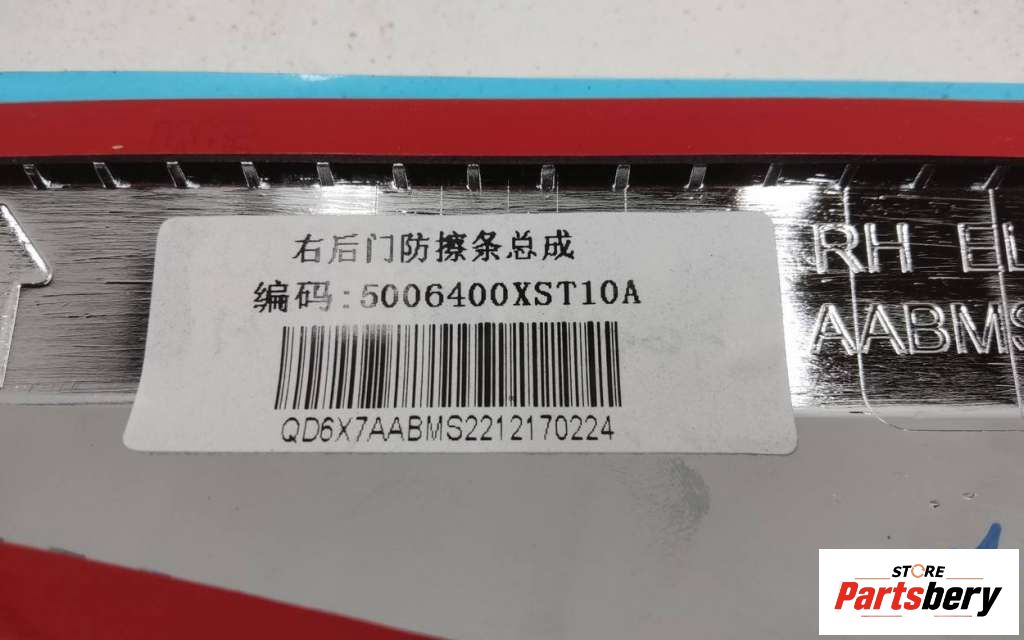 右后门防擦条总成
编码:5006400XST10A
QD6X7AABMS2212170224
RH
AABMS
STORE
Partsbery